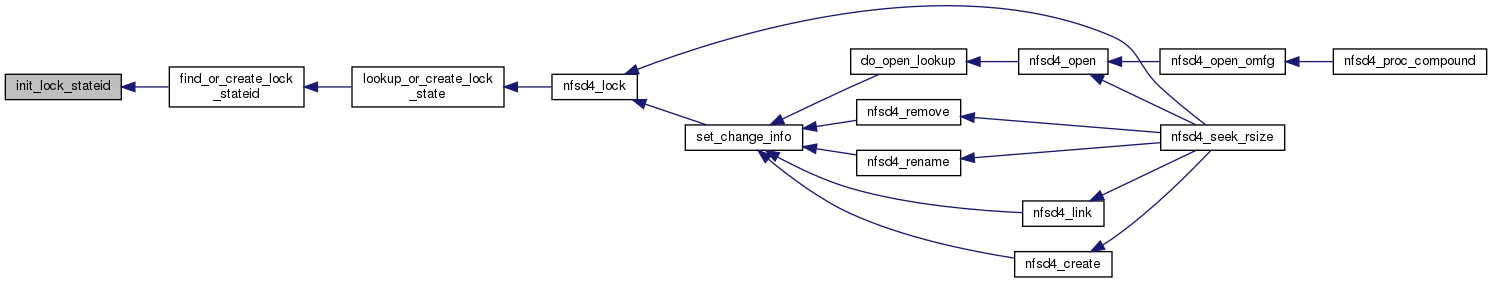 init_lock_stateid
find_or_create_lock
_stateid
lookup_or_create_lock
_state
nfsd4_lock
set_change_info
do_open_lookup
nfsd4_remove
nfsd4_rename
nfsd4_open
nfsd4_link
nfsd4_create
nfsd4_open_omfg
nfsd4_seek_rsize
nfsd4_proc_compound